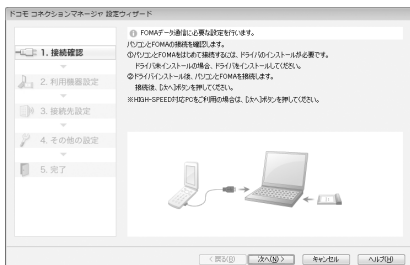 ドコモ コネクションマネージャ 設定ウィザード
1. 接続確認
2. 利用機器設定
3. 接続先設定
4. その他の設定
5. 完了
FOMAデータ通信に必要な設定を行います。
パソコンとFOMAの接続を確認します。
①パソコンとFOMAをはじめて接続するには、ドライバのインストールが必要です。
ドライバ未インストールの場合、ドライバをインストールしてください。
②ドライバインストール後、パソコンとFOMAを接続します。
接続後、[次へ]ボタンを押してください。
※HIGH-SPEED対応PCをご利用の場合は、[次へ]ボタンを押してください。
< 戻る(B) 次へ(N) > キャンセル ヘルプ(H)